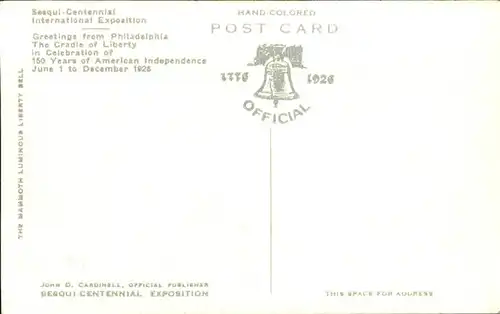 Sesqui-Centennial
International Exposition
Greetings from Philadelphia
The Cradle of Liberty
in Celebration of
150 Years of American Independence
June 1 to December 1926
HAND-COLORED
POST CARD
1776 1926
OFFICIAL
THE MAMMOTH LUMINOUS LIBERTY BELL
JOHN D. CARDINELL, OFFICIAL PUBLISHER
SESQUI-CENTENNIAL EXPOSITION
THIS SPACE FOR ADDRESS